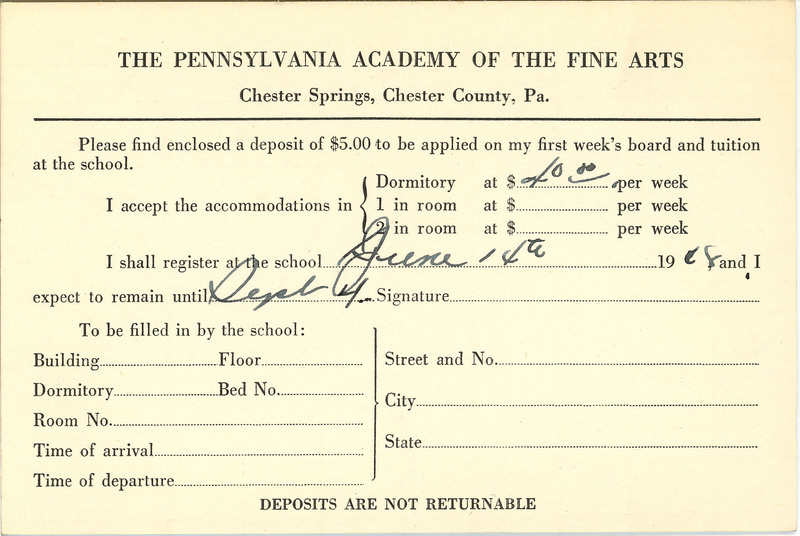 THE PENNSYLVANIA ACADEMY OF THE FINE ARTS
Chester Springs, Chester County, Pa.
Please find enclosed a deposit of $5.00 to be applied on my first week's board and tuition
at the school.
I accept the accommodations in
Dormitory at $ 40 00 per week
1 in room at $ per week
2 in room at $ per week
I shall register at the school June 14th 1948 and I
expect to remain until Sept 4 Signature
To be filled in by the school:
Building Floor
Dormitory Bed No.
Room No.
Time of arrival
Time of departure
Street and No.
City
State
DEPOSITS ARE NOT RETURNABLE